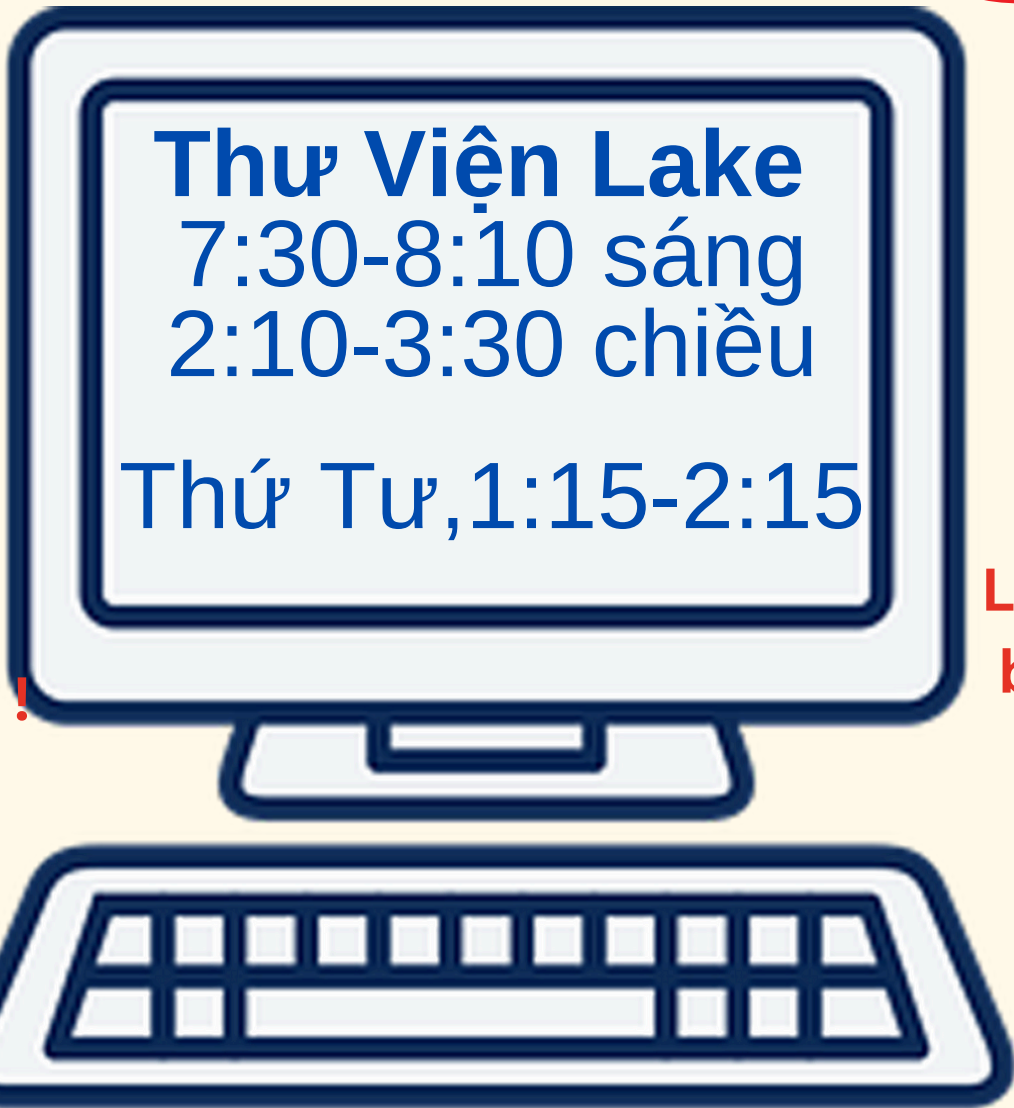 Thư Viện Lake
7:30-8:10 sáng
2:10-3:30 chiều
Thứ Tư,1:15-2:15
L
b
!